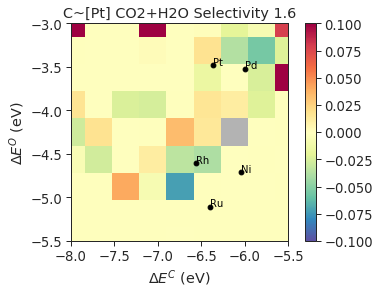 C~[Pt] CO2+H2O Selectivity 1.6
−3.0
−3.5
−4.0
−4.5
−5.0
−5.5
ΔE^O (eV)
Pt
Pd
Rh
Ni
Ru
−8.0 −7.5 −7.0 −6.5 −6.0 −5.5
ΔE^C (eV)
0.100
0.075
0.050
0.025
0.000
−0.025
−0.050
−0.075
−0.100